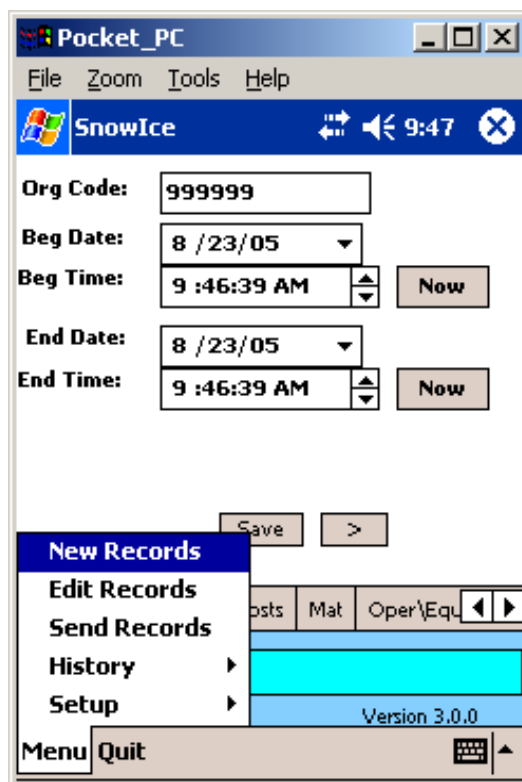 Pocket_PC
File Zoom Tools Help
SnowIce 9:47
Org Code: 999999
Beg Date: 8 /23/05
Beg Time: 9 :46:39 AM Now
End Date: 8 /23/05
End Time: 9 :46:39 AM Now
Save >
New Records
Edit Records
Send Records
History
Setup
Mat Oper\Equ
Version 3.0.0
Menu Quit